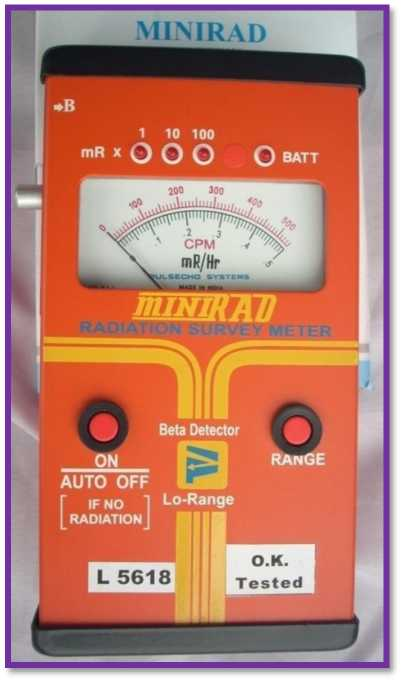 MINIRAD
➡B
1 10 100
mR x BATT
0 100 200 300 400 500
0 .1 .2 .3 .4 .5
CPM
mR/Hr
PULSECHO SYSTEMS
MADE IN INDIA
MINIRAD
RADIATION SURVEY METER
Beta Detector
ON
AUTO OFF
[IF NO
RADIATION]
RANGE
Lo-Range
L 5618
O.K.
Tested